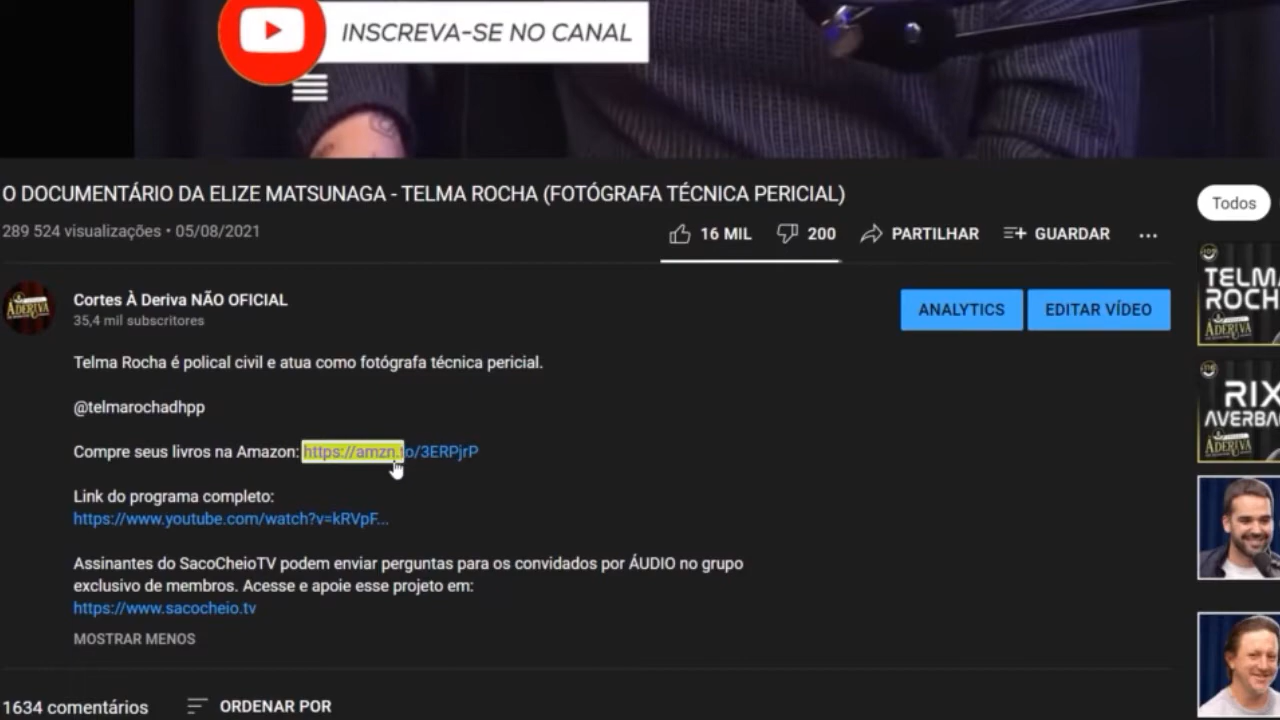 INSCREVA-SE NO CANAL
O DOCUMENTÁRIO DA ELIZE MATSUNAGA - TELMA ROCHA (FOTÓGRAFA TÉCNICA PERICIAL)
289 524 visualizações • 05/08/2021
16 MIL
200
PARTILHAR
GUARDAR
Todos
Cortes À Deriva NÃO OFICIAL
35,4 mil subscritores
ANALYTICS
EDITAR VÍDEO
TELMA
ROCH
ADERIVA
Telma Rocha é polical civil e atua como fotógrafa técnica pericial.
@telmarochadhpp
RIX
AVERBA
ADERIVA
Compre seus livros na Amazon: https://amzn.to/3ERPjrP
Link do programa completo:
https://www.youtube.com/watch?v=kRVpF...
Assinantes do SacoCheioTV podem enviar perguntas para os convidados por ÁUDIO no grupo
exclusivo de membros. Acesse e apoie esse projeto em:
https://www.sacocheio.tv
MOSTRAR MENOS
1634 comentários
ORDENAR POR